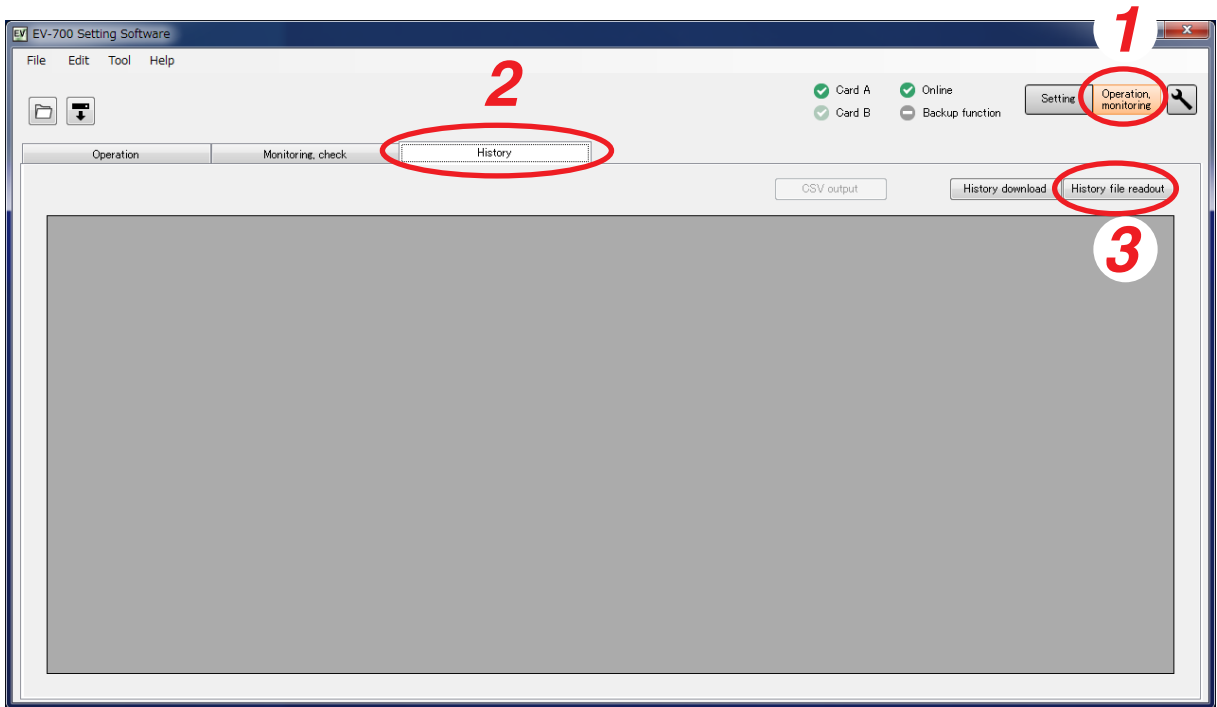 1
EV EV-700 Setting Software x
File Edit Tool Help
2
Card A Online
Card B Backup function
Setting
Operation,
monitoring
Operation Monitoring, check History
CSV output History download History file readout
3